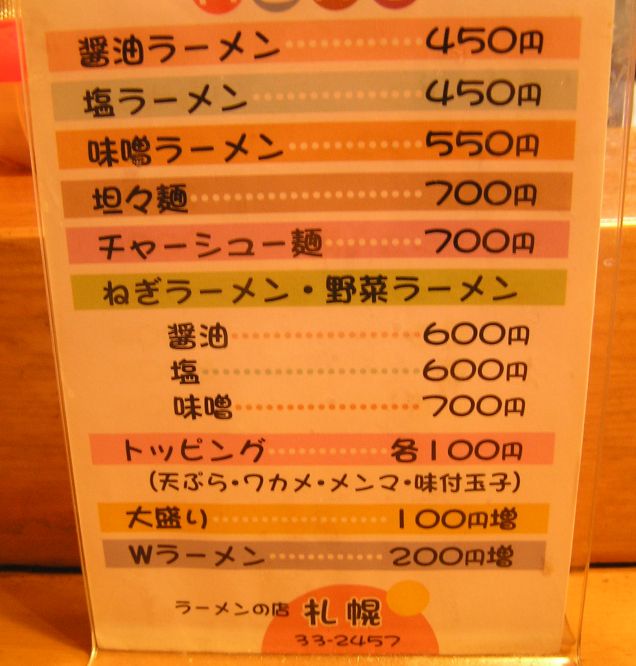 醤油ラーメン 450円
塩ラーメン 450円
味噌ラーメン 550円
坦々麺 700円
チャーシュー麺 700円
ねぎラーメン・野菜ラーメン
醤油 600円
塩 600円
味噌 700円
トッピング 各100円
(天ぷら・ワカメ・メンマ・味付玉子)
大盛り 100円増
Wラーメン 200円増
ラーメンの店 札幌
33-2457